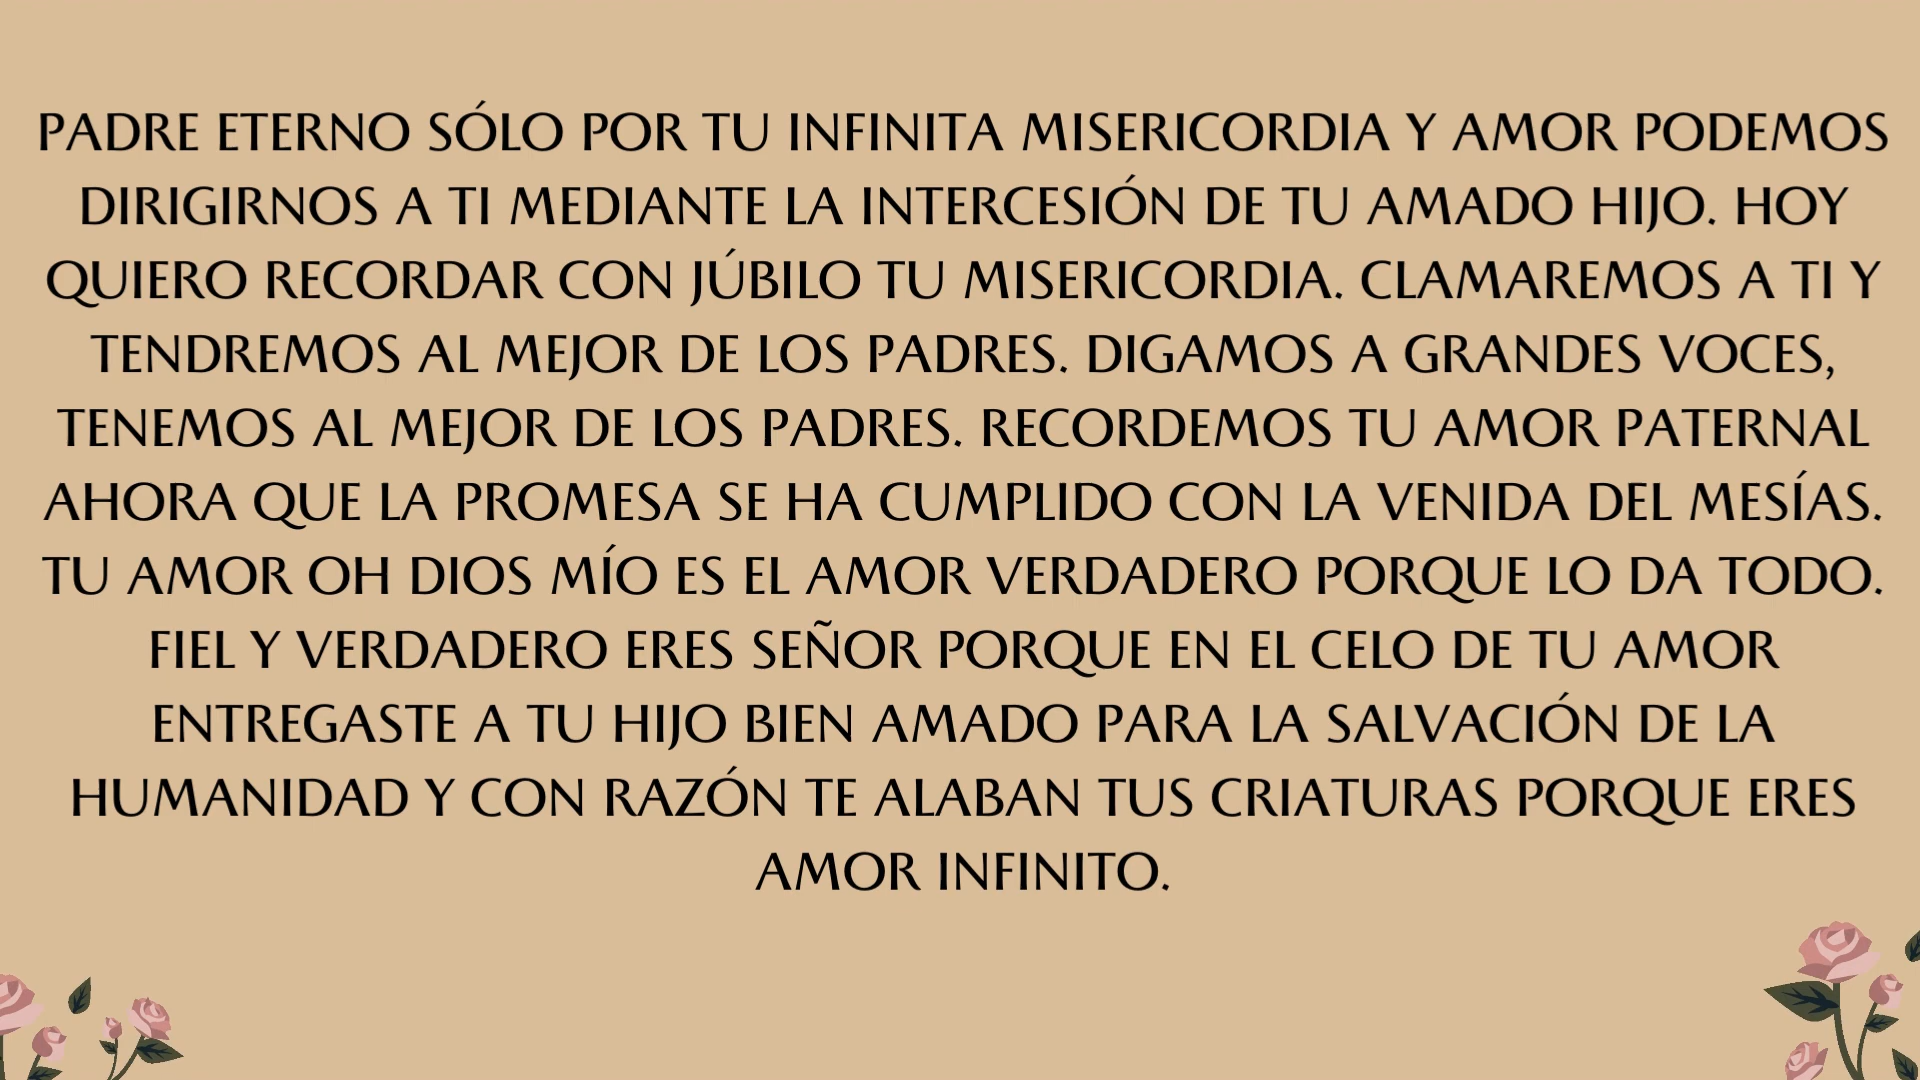 PADRE ETERNO SÓLO POR TU INFINITA MISERICORDIA Y AMOR PODEMOS
DIRIGIRNOS A TI MEDIANTE LA INTERCESIÓN DE TU AMADO HIJO. HOY
QUIERO RECORDAR CON JÚBILO TU MISERICORDIA. CLAMAREMOS A TI Y
TENDREMOS AL MEJOR DE LOS PADRES. DIGAMOS A GRANDES VOCES,
TENEMOS AL MEJOR DE LOS PADRES. RECORDEMOS TU AMOR PATERNAL
AHORA QUE LA PROMESA SE HA CUMPLIDO CON LA VENIDA DEL MESÍAS.
TU AMOR OH DIOS MÍO ES EL AMOR VERDADERO PORQUE LO DA TODO.
FIEL Y VERDADERO ERES SEÑOR PORQUE EN EL CELO DE TU AMOR
ENTREGASTE A TU HIJO BIEN AMADO PARA LA SALVACIÓN DE LA
HUMANIDAD Y CON RAZÓN TE ALABAN TUS CRIATURAS PORQUE ERES
AMOR INFINITO.